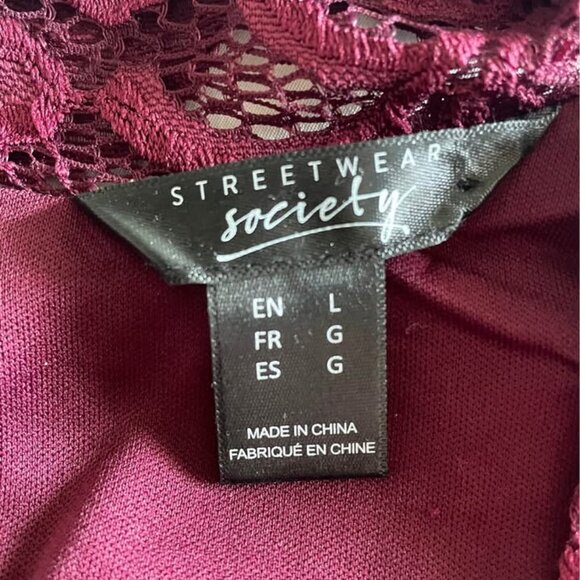 STREETWEAR
society
EN L
FR G
ES G
MADE IN CHINA
FABRIQUÉ EN CHINE